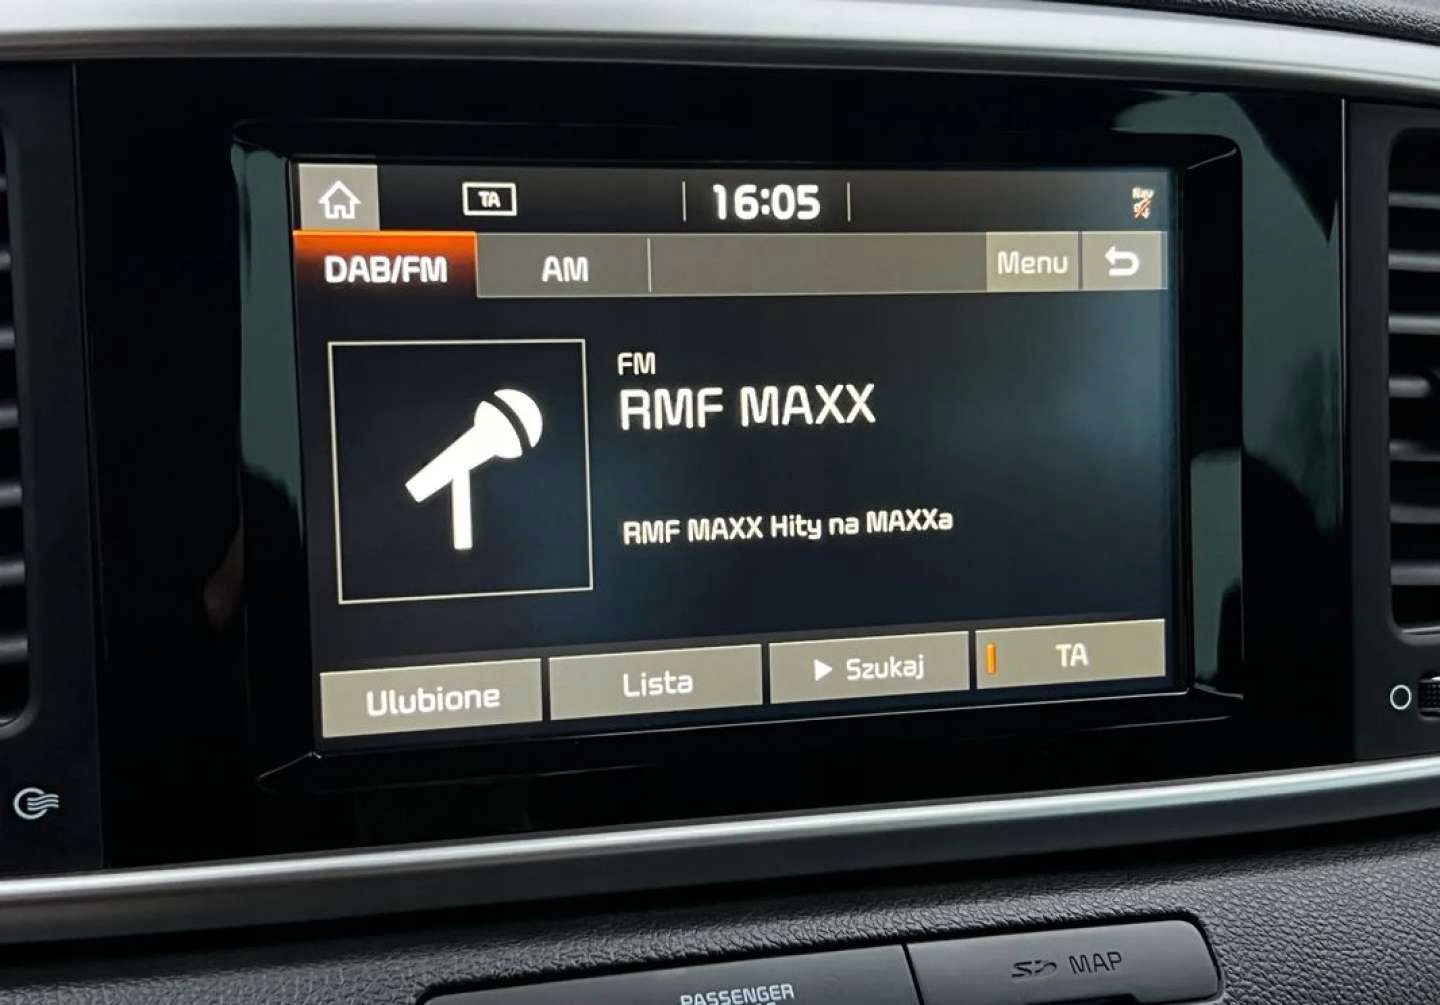 TA
16:05
DAB/FM
AM
Menu
FM
RMF MAXX
RMF MAXX Hity na MAXXa
Ulubione
Lista
Szukaj
TA
SD MAP
PASSENGER